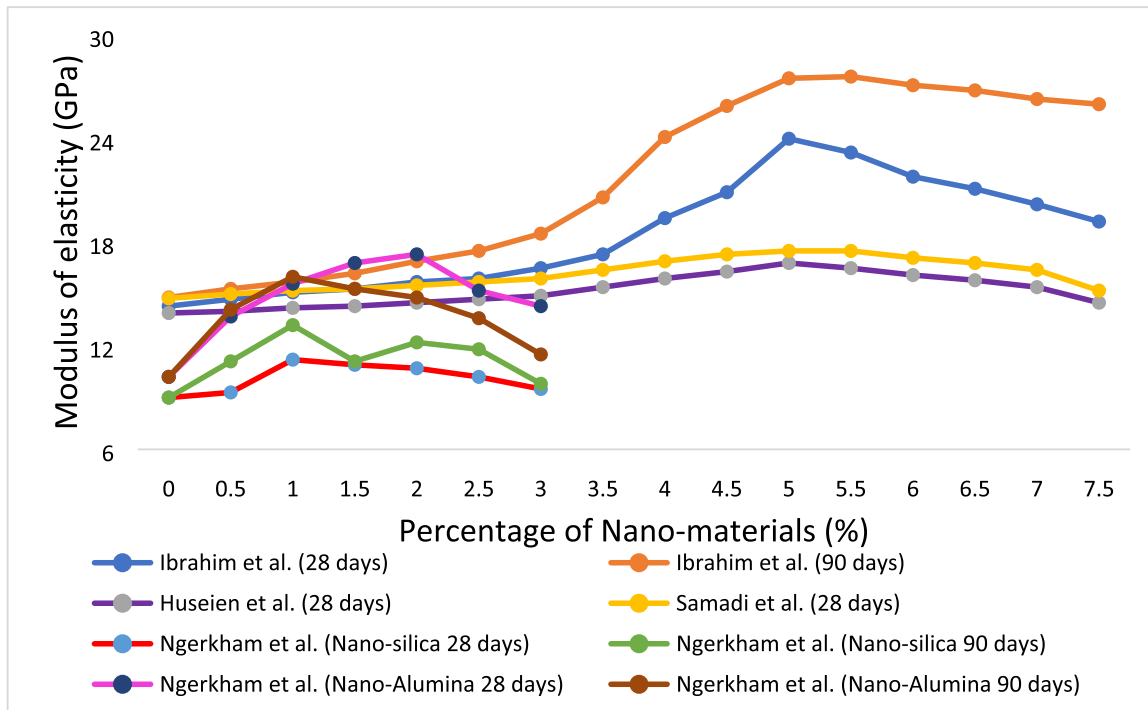 Modulus of elasticity (GPa)
30
24
18
12
6
0 0.5 1 1.5 2 2.5 3 3.5 4 4.5 5 5.5 6 6.5 7 7.5
Percentage of Nano-materials (%)
Ibrahim et al. (28 days) Ibrahim et al. (90 days)
Huseien et al. (28 days) Samadi et al. (28 days)
Ngerkham et al. (Nano-silica 28 days) Ngerkham et al. (Nano-silica 90 days)
Ngerkham et al. (Nano-Alumina 28 days) Ngerkham et al. (Nano-Alumina 90 days)